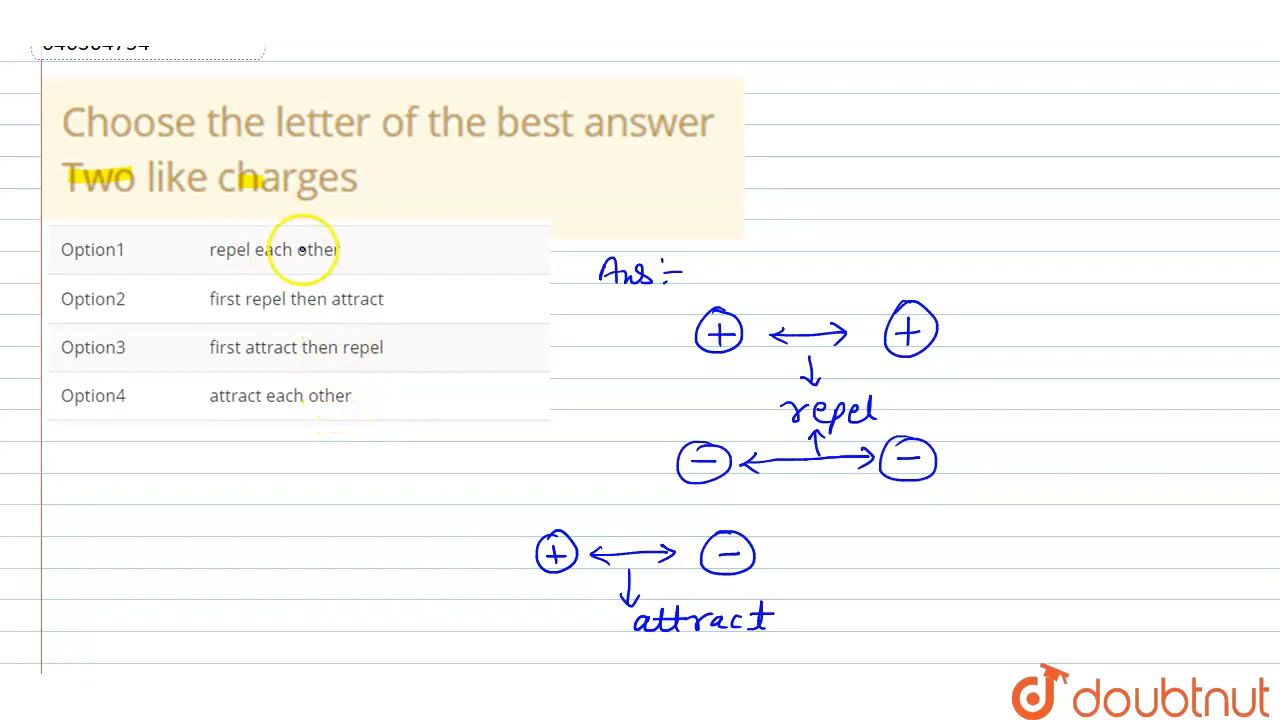 Choose the letter of the best answer
Two like charges
Option1 repel each other
Option2 first repel then attract
Option3 first attract then repel
Option4 attract each other
Ans:-
+ +
repel
- -
+ -
attract
doubtnut